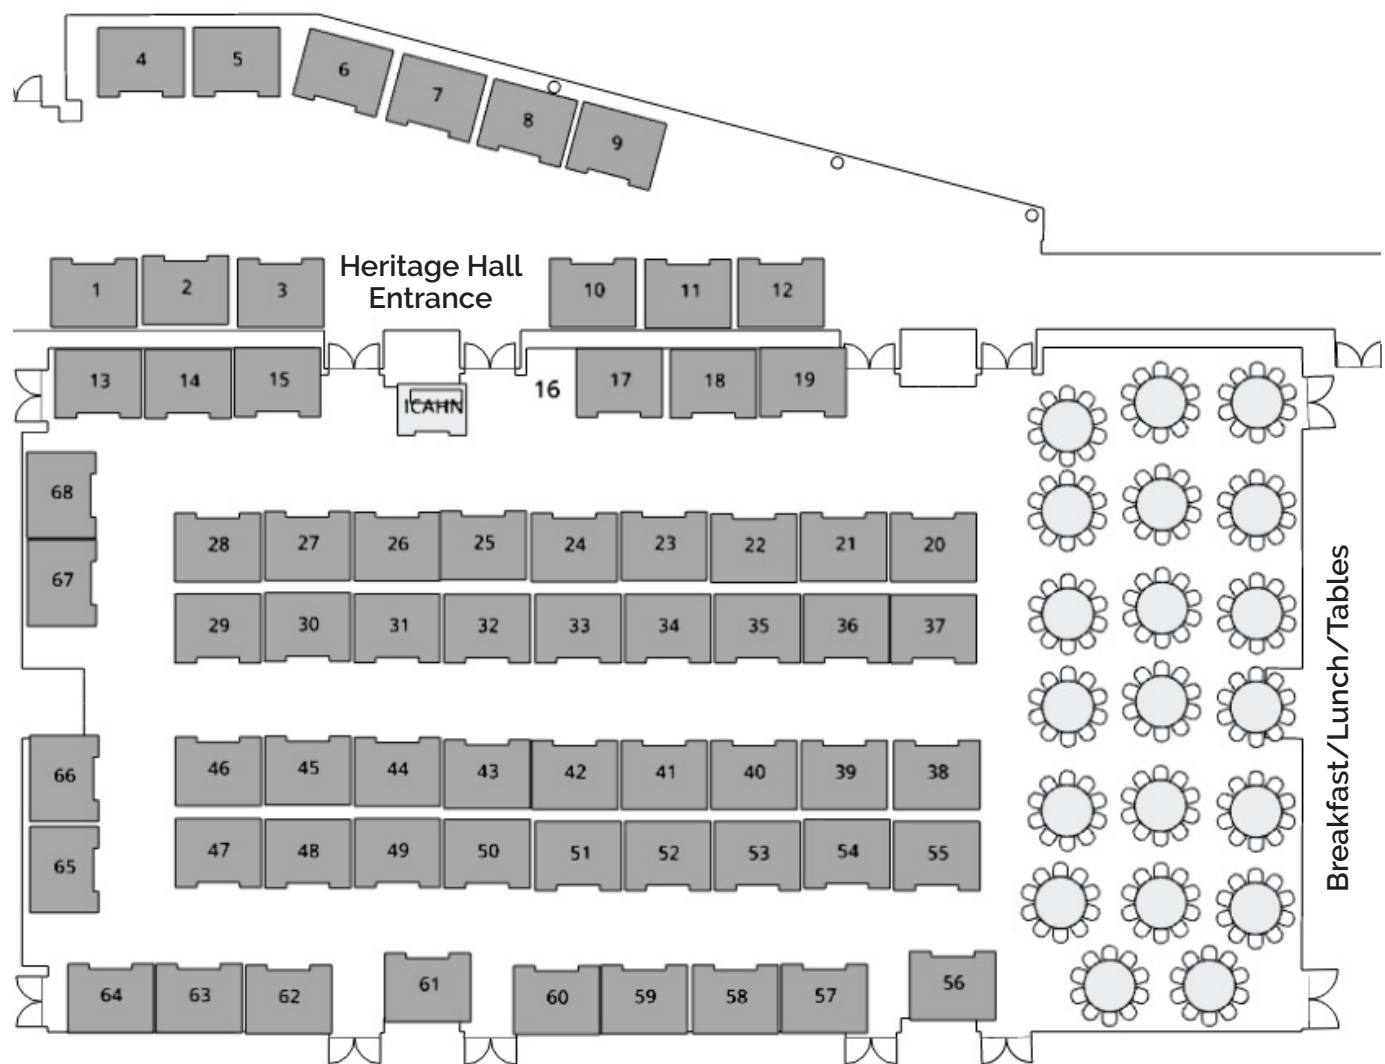 4 5 6 7 8 9
Heritage Hall
Entrance
1 2 3 10 11 12
13 14 15 ICAHN 16 17 18 19
68
67
28 27 26 25 24 23 22 21 20
29 30 31 32 33 34 35 36 37
Breakfast/Lunch/Tables
66
65
46 45 44 43 42 41 40 39 38
47 48 49 50 51 52 53 54 55
64 63 62 61 60 59 58 57 56